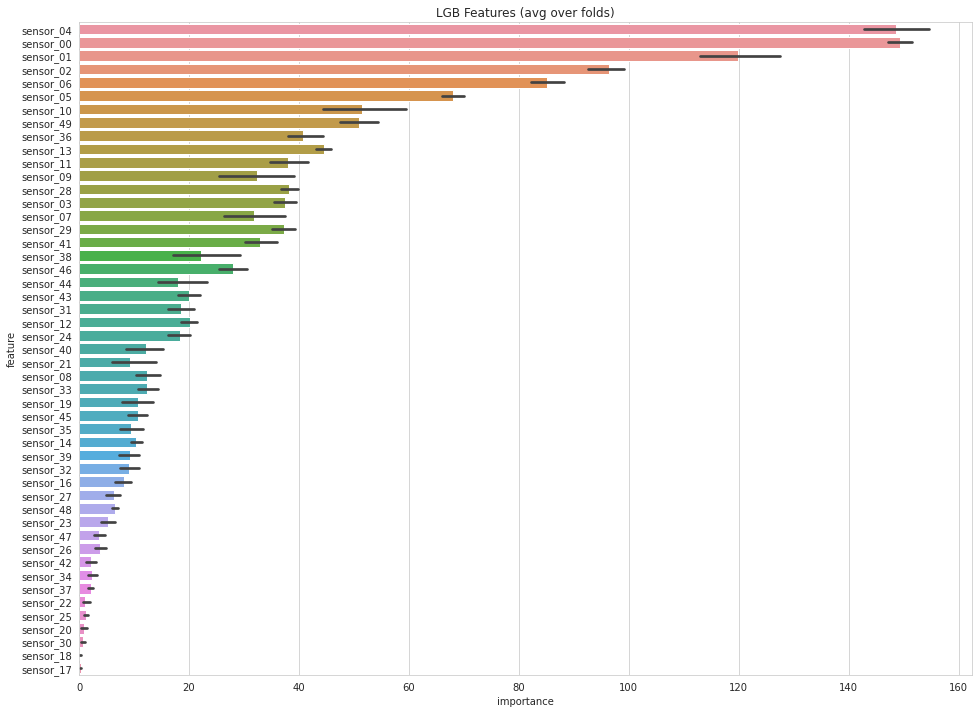 LGB Features (avg over folds)
sensor_04
sensor_00
sensor_01
sensor_02
sensor_06
sensor_05
sensor_10
sensor_49
sensor_36
sensor_13
sensor_11
sensor_09
sensor_28
sensor_03
sensor_07
sensor_29
sensor_41
sensor_38
sensor_46
sensor_44
sensor_43
sensor_31
sensor_12
sensor_24
sensor_40
sensor_21
sensor_08
sensor_33
sensor_19
sensor_45
sensor_35
sensor_14
sensor_39
sensor_32
sensor_16
sensor_27
sensor_48
sensor_23
sensor_47
sensor_26
sensor_42
sensor_34
sensor_37
sensor_22
sensor_25
sensor_20
sensor_30
sensor_18
sensor_17
feature
0 20 40 60 80 100 120 140 160
importance